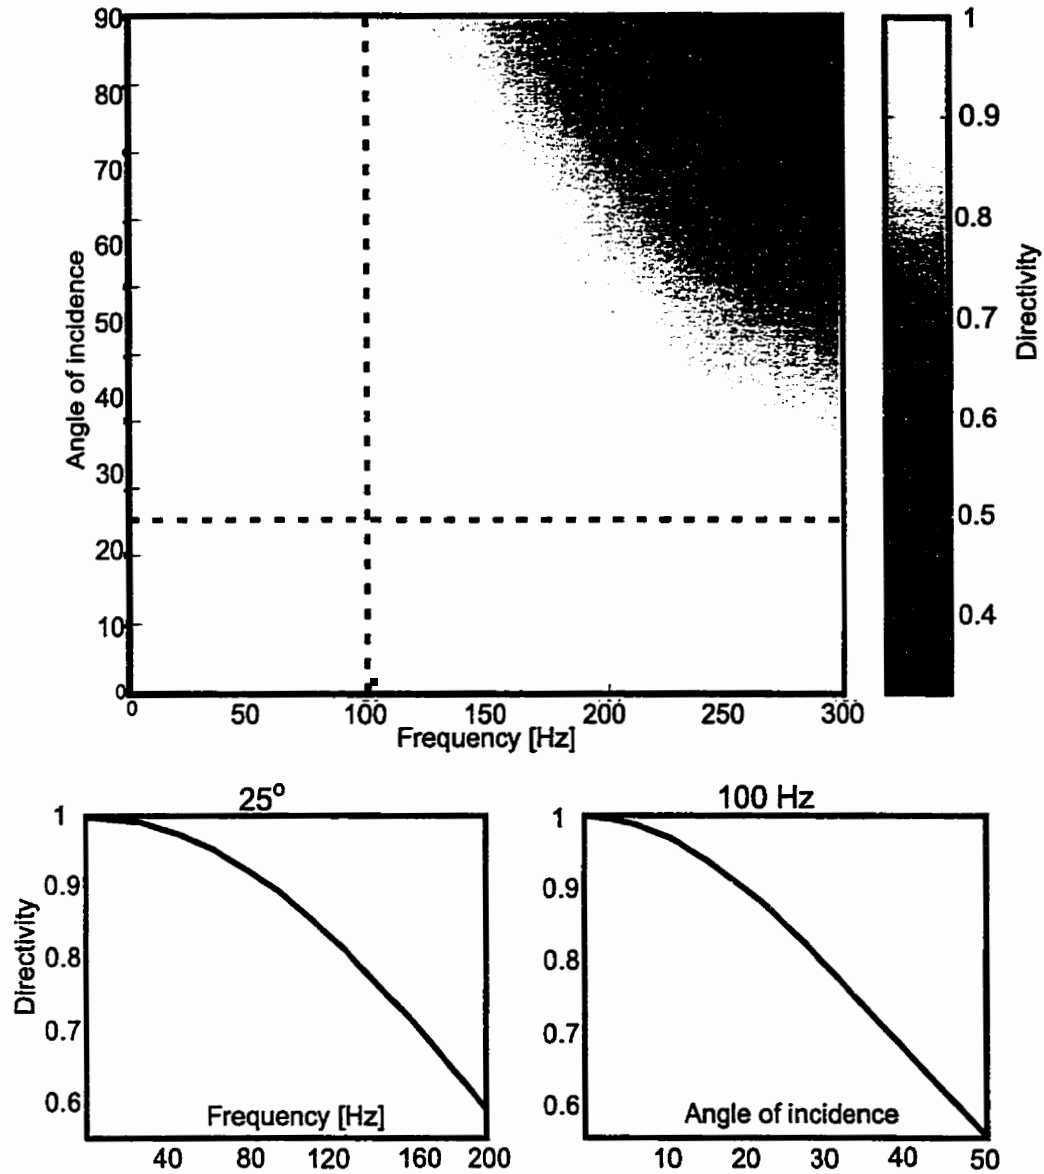 90
80
70
60
50
40
30
20
10
0
Angle of incidence
0 50 100 150 200 250 300
Frequency [Hz]
1
0.9
0.8
0.7
0.6
0.5
0.4
Directivity
25°
1
0.9
0.8
0.7
0.6
Directivity
Frequency [Hz]
40 80 120 160 200
100 Hz
1
0.9
0.8
0.7
0.6
Angle of incidence
10 20 30 40 50